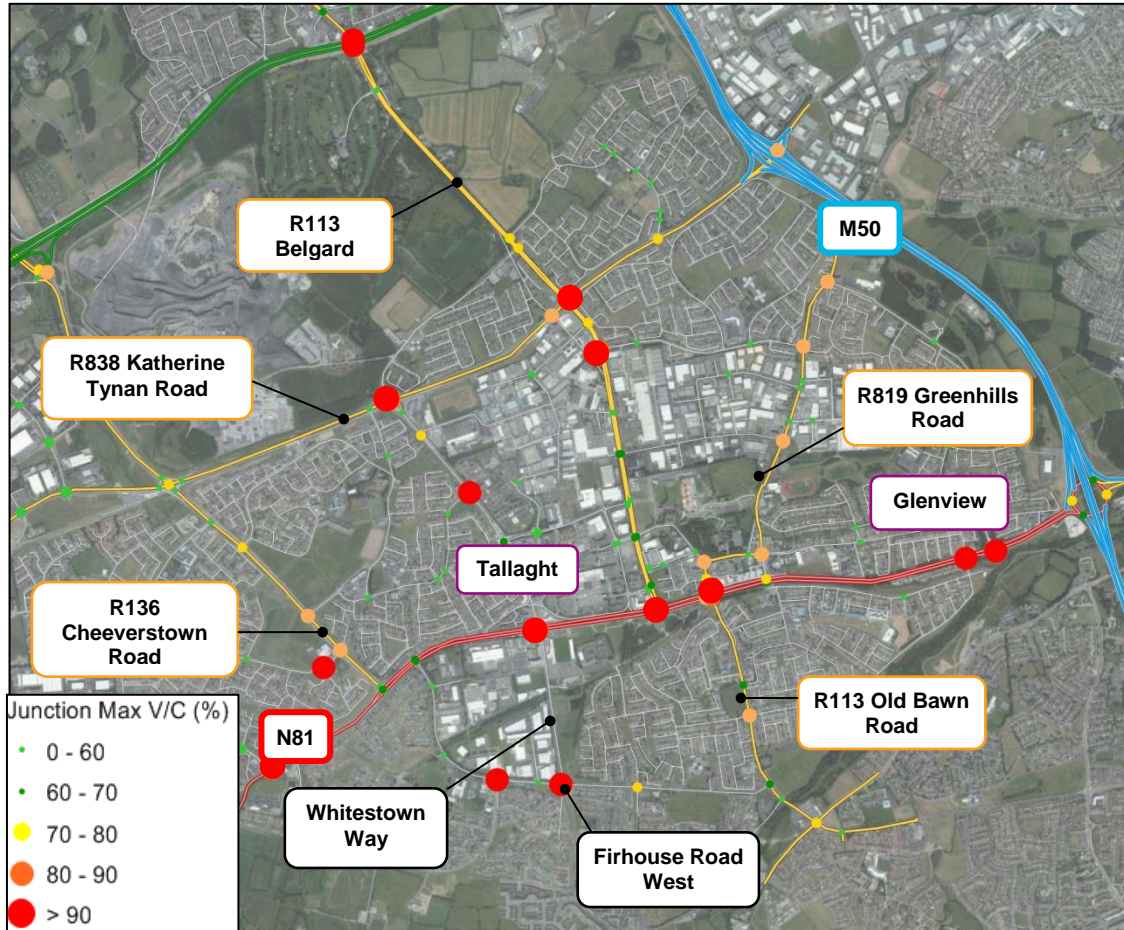 R113
Belgard
M50
R838 Katherine
Tynan Road
R819 Greenhills
Road
Glenview
Tallaght
R136
Cheeverstown
Road
R113 Old Bawn
Road
N81
Whitestown
Way
Firhouse Road
West
Junction Max V/C (%)
0 - 60
60 - 70
70 - 80
80 - 90
> 90